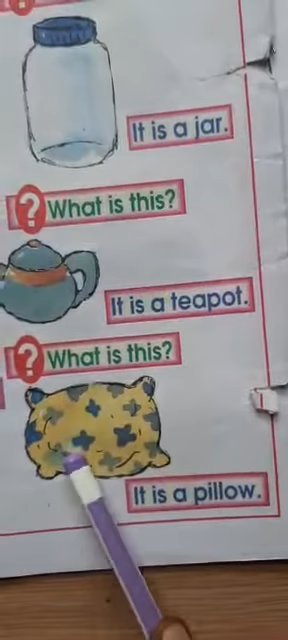 It is a jar.
? What is this?
It is a teapot.
? What is this?
It is a pillow.